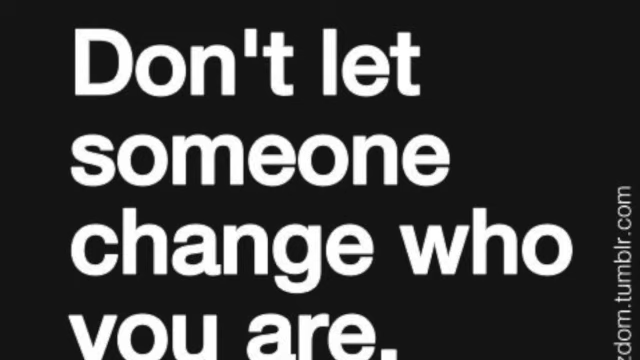 Don't let
someone
change who
you are.
dom.tumblr.com